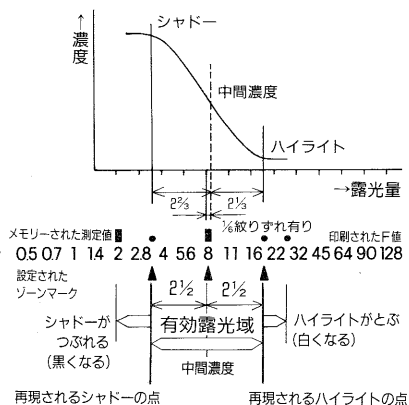 ↑濃度
シャドー
中間濃度
ハイライト
→露光量
2⅔ 2⅓
⅙絞りずれ有り
メモリーされた測定値
印刷されたF値
0.5 0.7 1 1.4 2 2.8 4 5.6 8 11 16 22 32 45 64 90 128
設定された
ゾーンマーク
2½ 2½
シャドーが
つぶれる
(黒くなる)
有効露光域
ハイライトがとぶ
(白くなる)
中間濃度
再現されるシャドーの点
再現されるハイライトの点